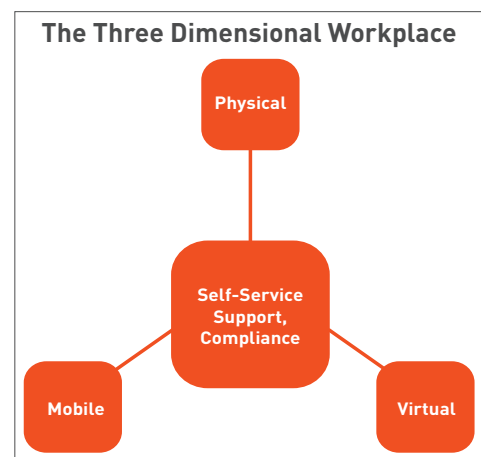 The Three Dimensional Workplace
Physical
Self-Service
Support,
Compliance
Mobile
Virtual